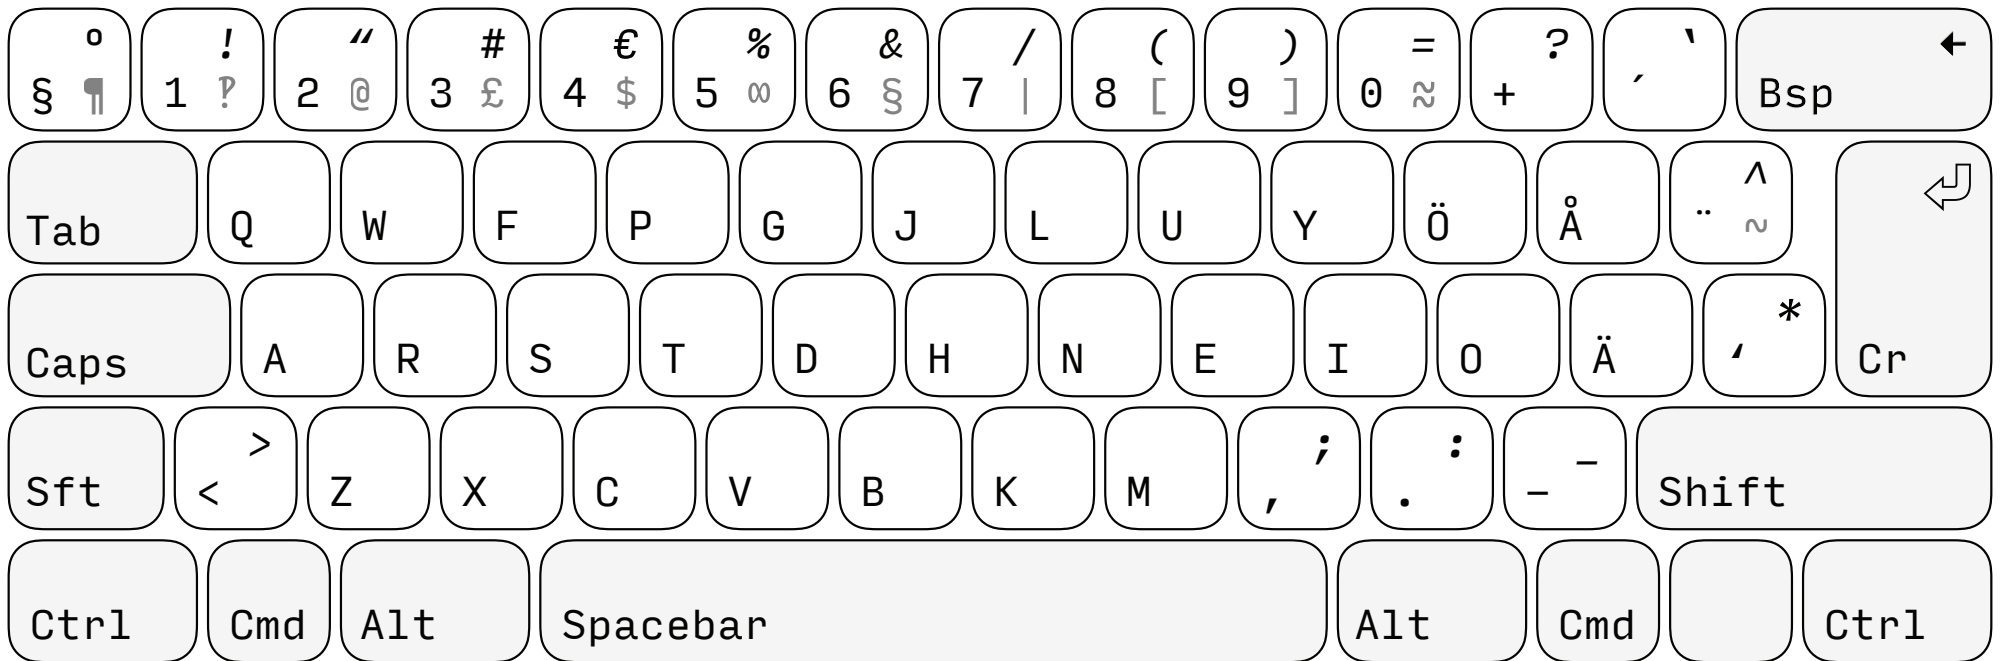 ° ! “ # € % & / ( ) = ? ` ←
§ ¶ 1 ‽ 2 @ 3 £ 4 $ 5 ∞ 6 § 7 | 8 [ 9 ] 0 ≈ + ´ Bsp
^
Tab Q W F P G J L U Y Ö Å ¨ ~
*
Caps A R S T D H N E I O Ä ‘ Cr
> ; : –
Sft < Z X C V B K M , . – Shift
Ctrl Cmd Alt Spacebar Alt Cmd Ctrl